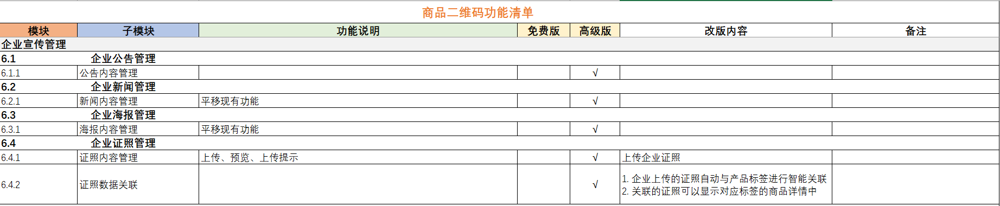 商品二维码功能清单
模块 子模块 功能说明 免费版 高级版 改版内容 备注
企业宣传管理
6.1 企业公告管理
6.1.1 公告内容管理 √
6.2 企业新闻管理
6.2.1 新闻内容管理 平移现有功能 √
6.3 企业海报管理
6.3.1 海报内容管理 平移现有功能 √
6.4 企业证照管理
6.4.1 证照内容管理 上传、预览、上传提示 √ 上传企业证照
6.4.2 证照数据关联 √ 1. 企业上传的证照自动与产品标签进行智能关联
2. 关联的证照可以显示对应标签的商品详情中